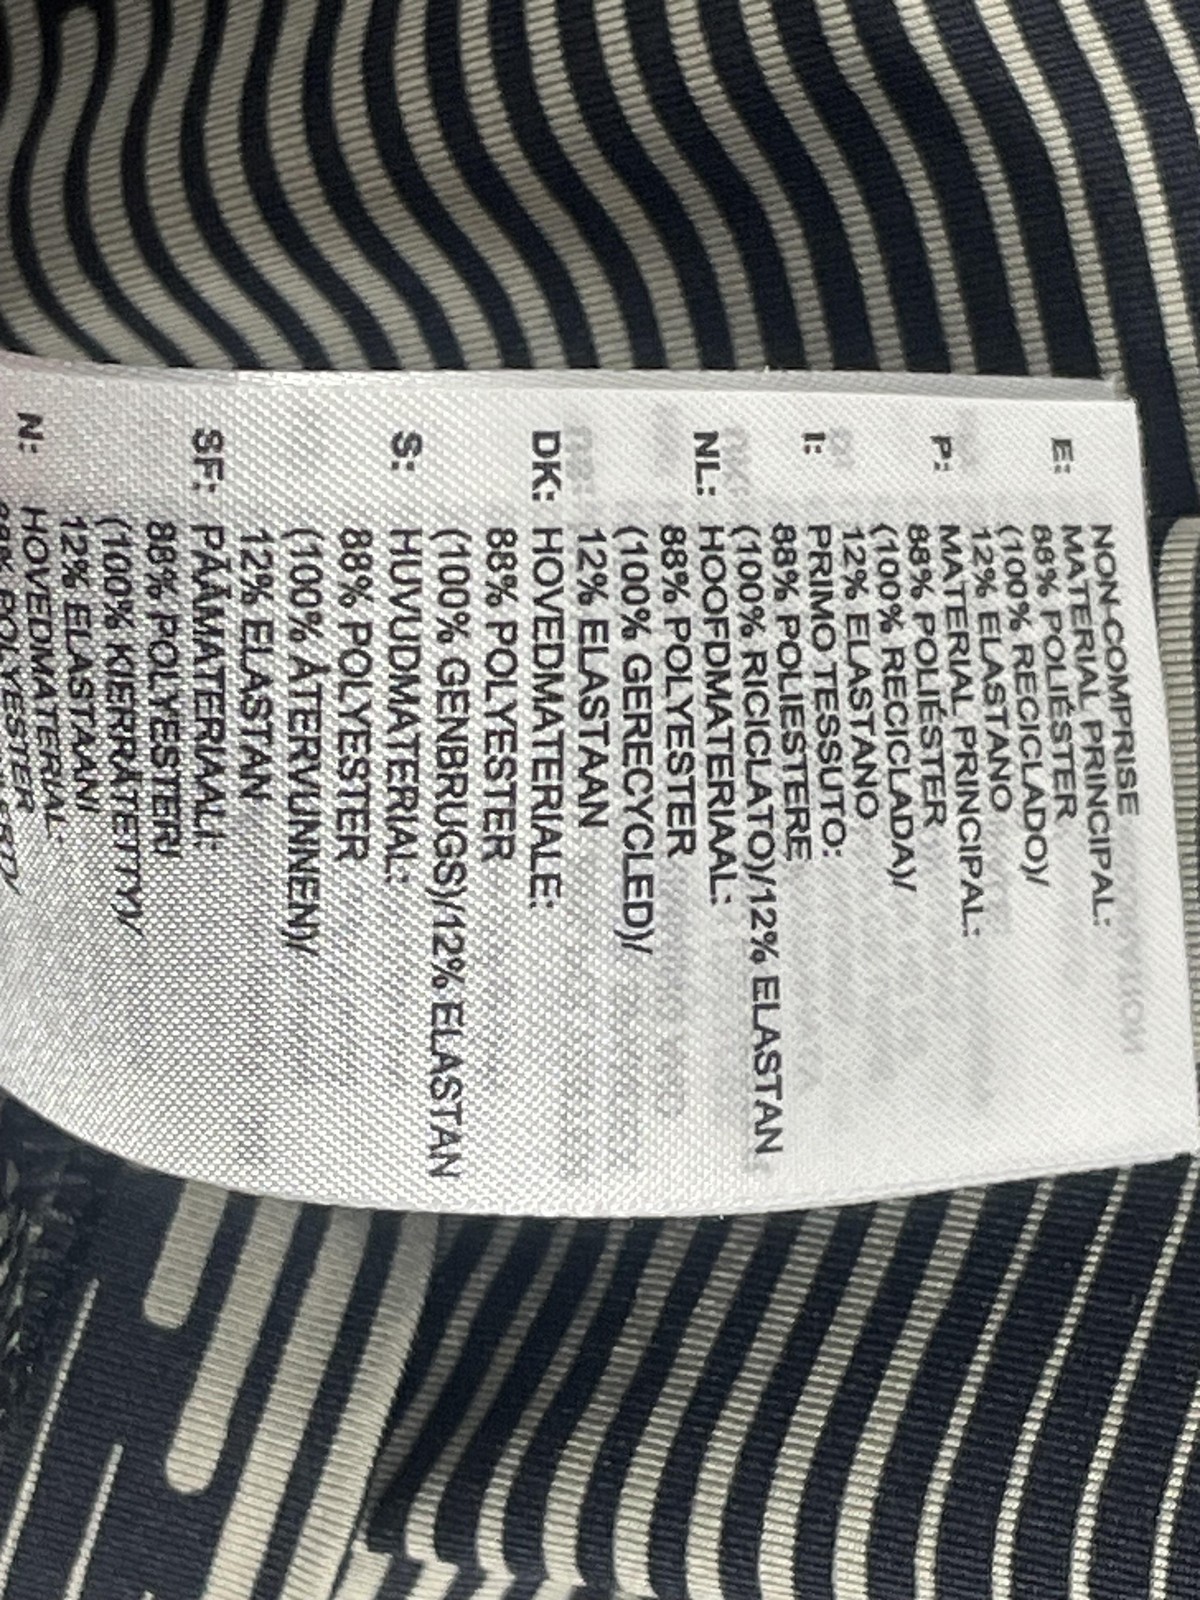 NON-COMPRISE
E: MATERIAL PRINCIPAL:
88% POLIÉSTER
(100% RECICLADO)/
12% ELASTANO
P: MATERIAL PRINCIPAL:
88% POLIÉSTER
(100% RECICLADA)/
12% ELASTANO
I: PRIMO TESSUTO:
88% POLIESTERE
(100% RICICLATO)/12% ELASTAN
NL: HOOFDMATERIAAL:
88% POLYESTER
(100% GERECYCLED)/
12% ELASTAAN
DK: HOVEDMATERIALE:
88% POLYESTER
(100% GENBRUGS)/12% ELASTAN
S: HUVUDMATERIAL:
88% POLYESTER
(100% ÅTERVUNNEN)/
12% ELASTAN
SF: PÄÄMATERIAALI:
88% POLYESTERI
(100% KIERRÄTETTY)/
12% ELASTAANI
N: HOVEDMATERIAL:
88% POLYESTER